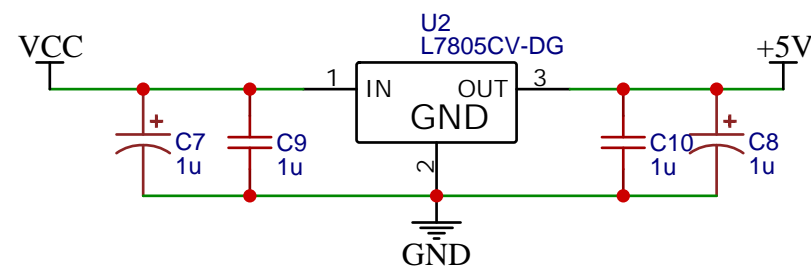 U2
L7805CV-DG
VCC
+5V
1
IN
OUT
3
GND
2
+
C7
1u
C9
1u
C10
1u
+
C8
1u
GND